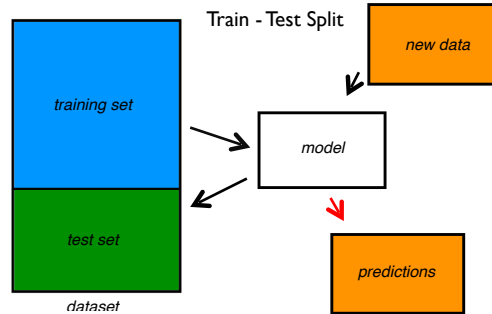 Train - Test Split
new data
training set
model
test set
predictions
dataset